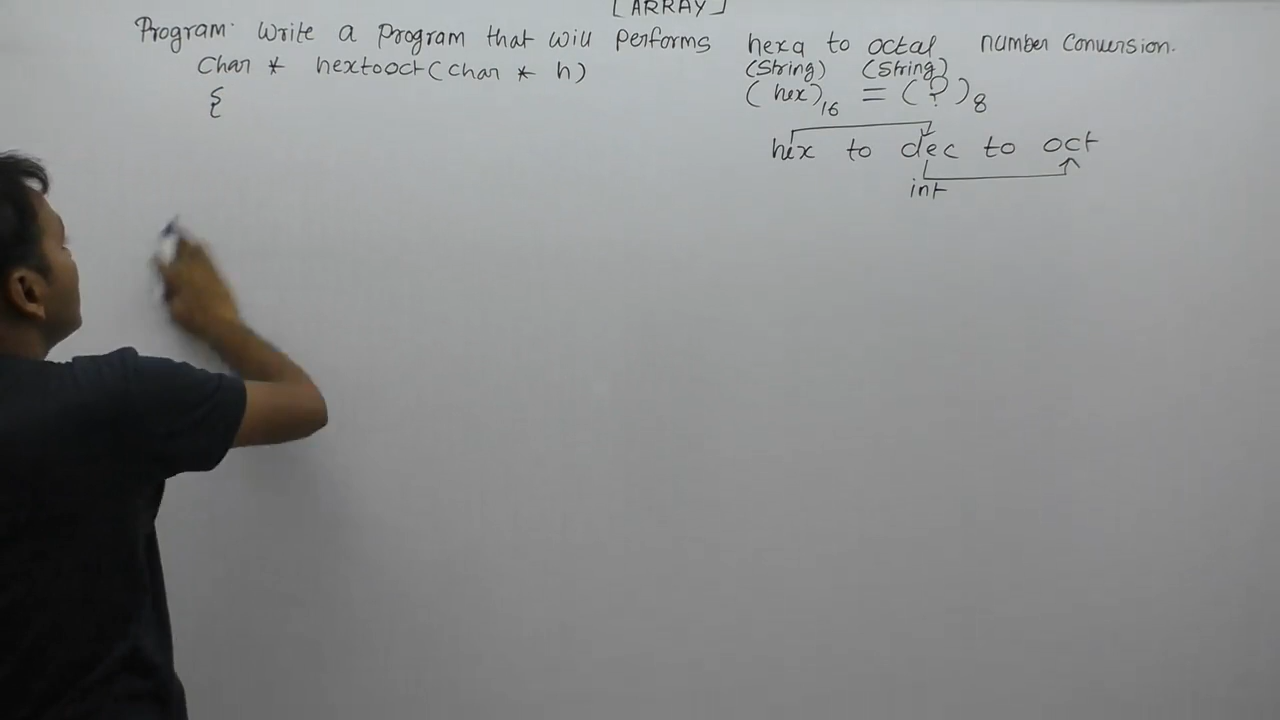 [ARRAY]
Program: Write a program that will performs hexa to octal number conversion.
(string) (string)
char * hextooct(char * h)
{
(hex)16 = (?)8
hex to dec to oct
int